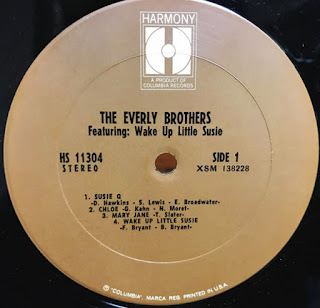 HARMONY
A PRODUCT OF
COLUMBIA RECORDS
THE EVERLY BROTHERS
Featuring: Wake Up Little Susie
HS 11304 SIDE 1
STEREO XSM 138228
1. SUSIE Q
-D. Hawkins - S. Lewis - E. Broadwater-
2. CHLOE -G. Kahn - N. Moret-
3. MARY JANE -T. Slater-
4. WAKE UP LITTLE SUSIE
-F. Bryant - B. Bryant-
Ⓟ "COLUMBIA", MARCA REG. PRINTED IN U.S.A.